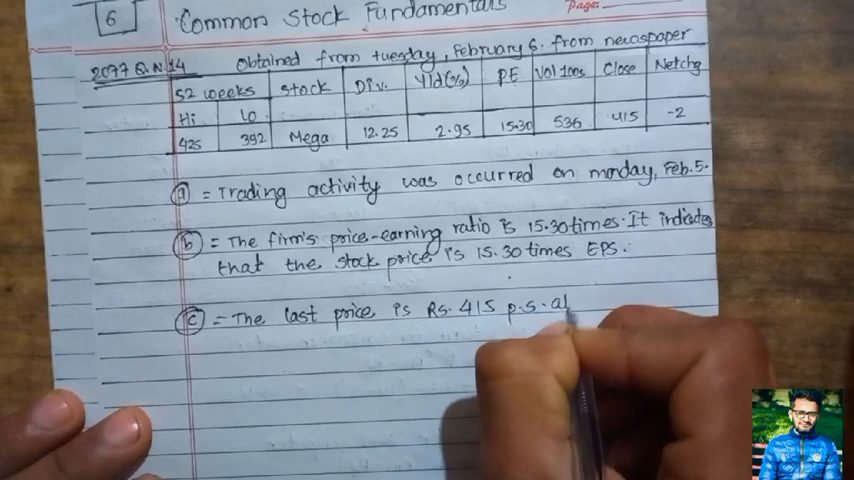 6
Common Stock Fundamentals
Page:
2077 Q.N.14 Obtained from tuesday, February 6. from newspaper
52 weeks Stock Div. Yld(%) PE Vol 100s Close Netchg
Hi Lo
425 392 Mega 12.25 2.95 15.30 536 415 -2
(a) = Trading activity was occurred on monday, Feb.5.
(b) = The firm's price-earning ratio is 15.30 times. It indicates
that the stock price is 15.30 times EPS.
(c) = The last price is RS. 415 p.s. al